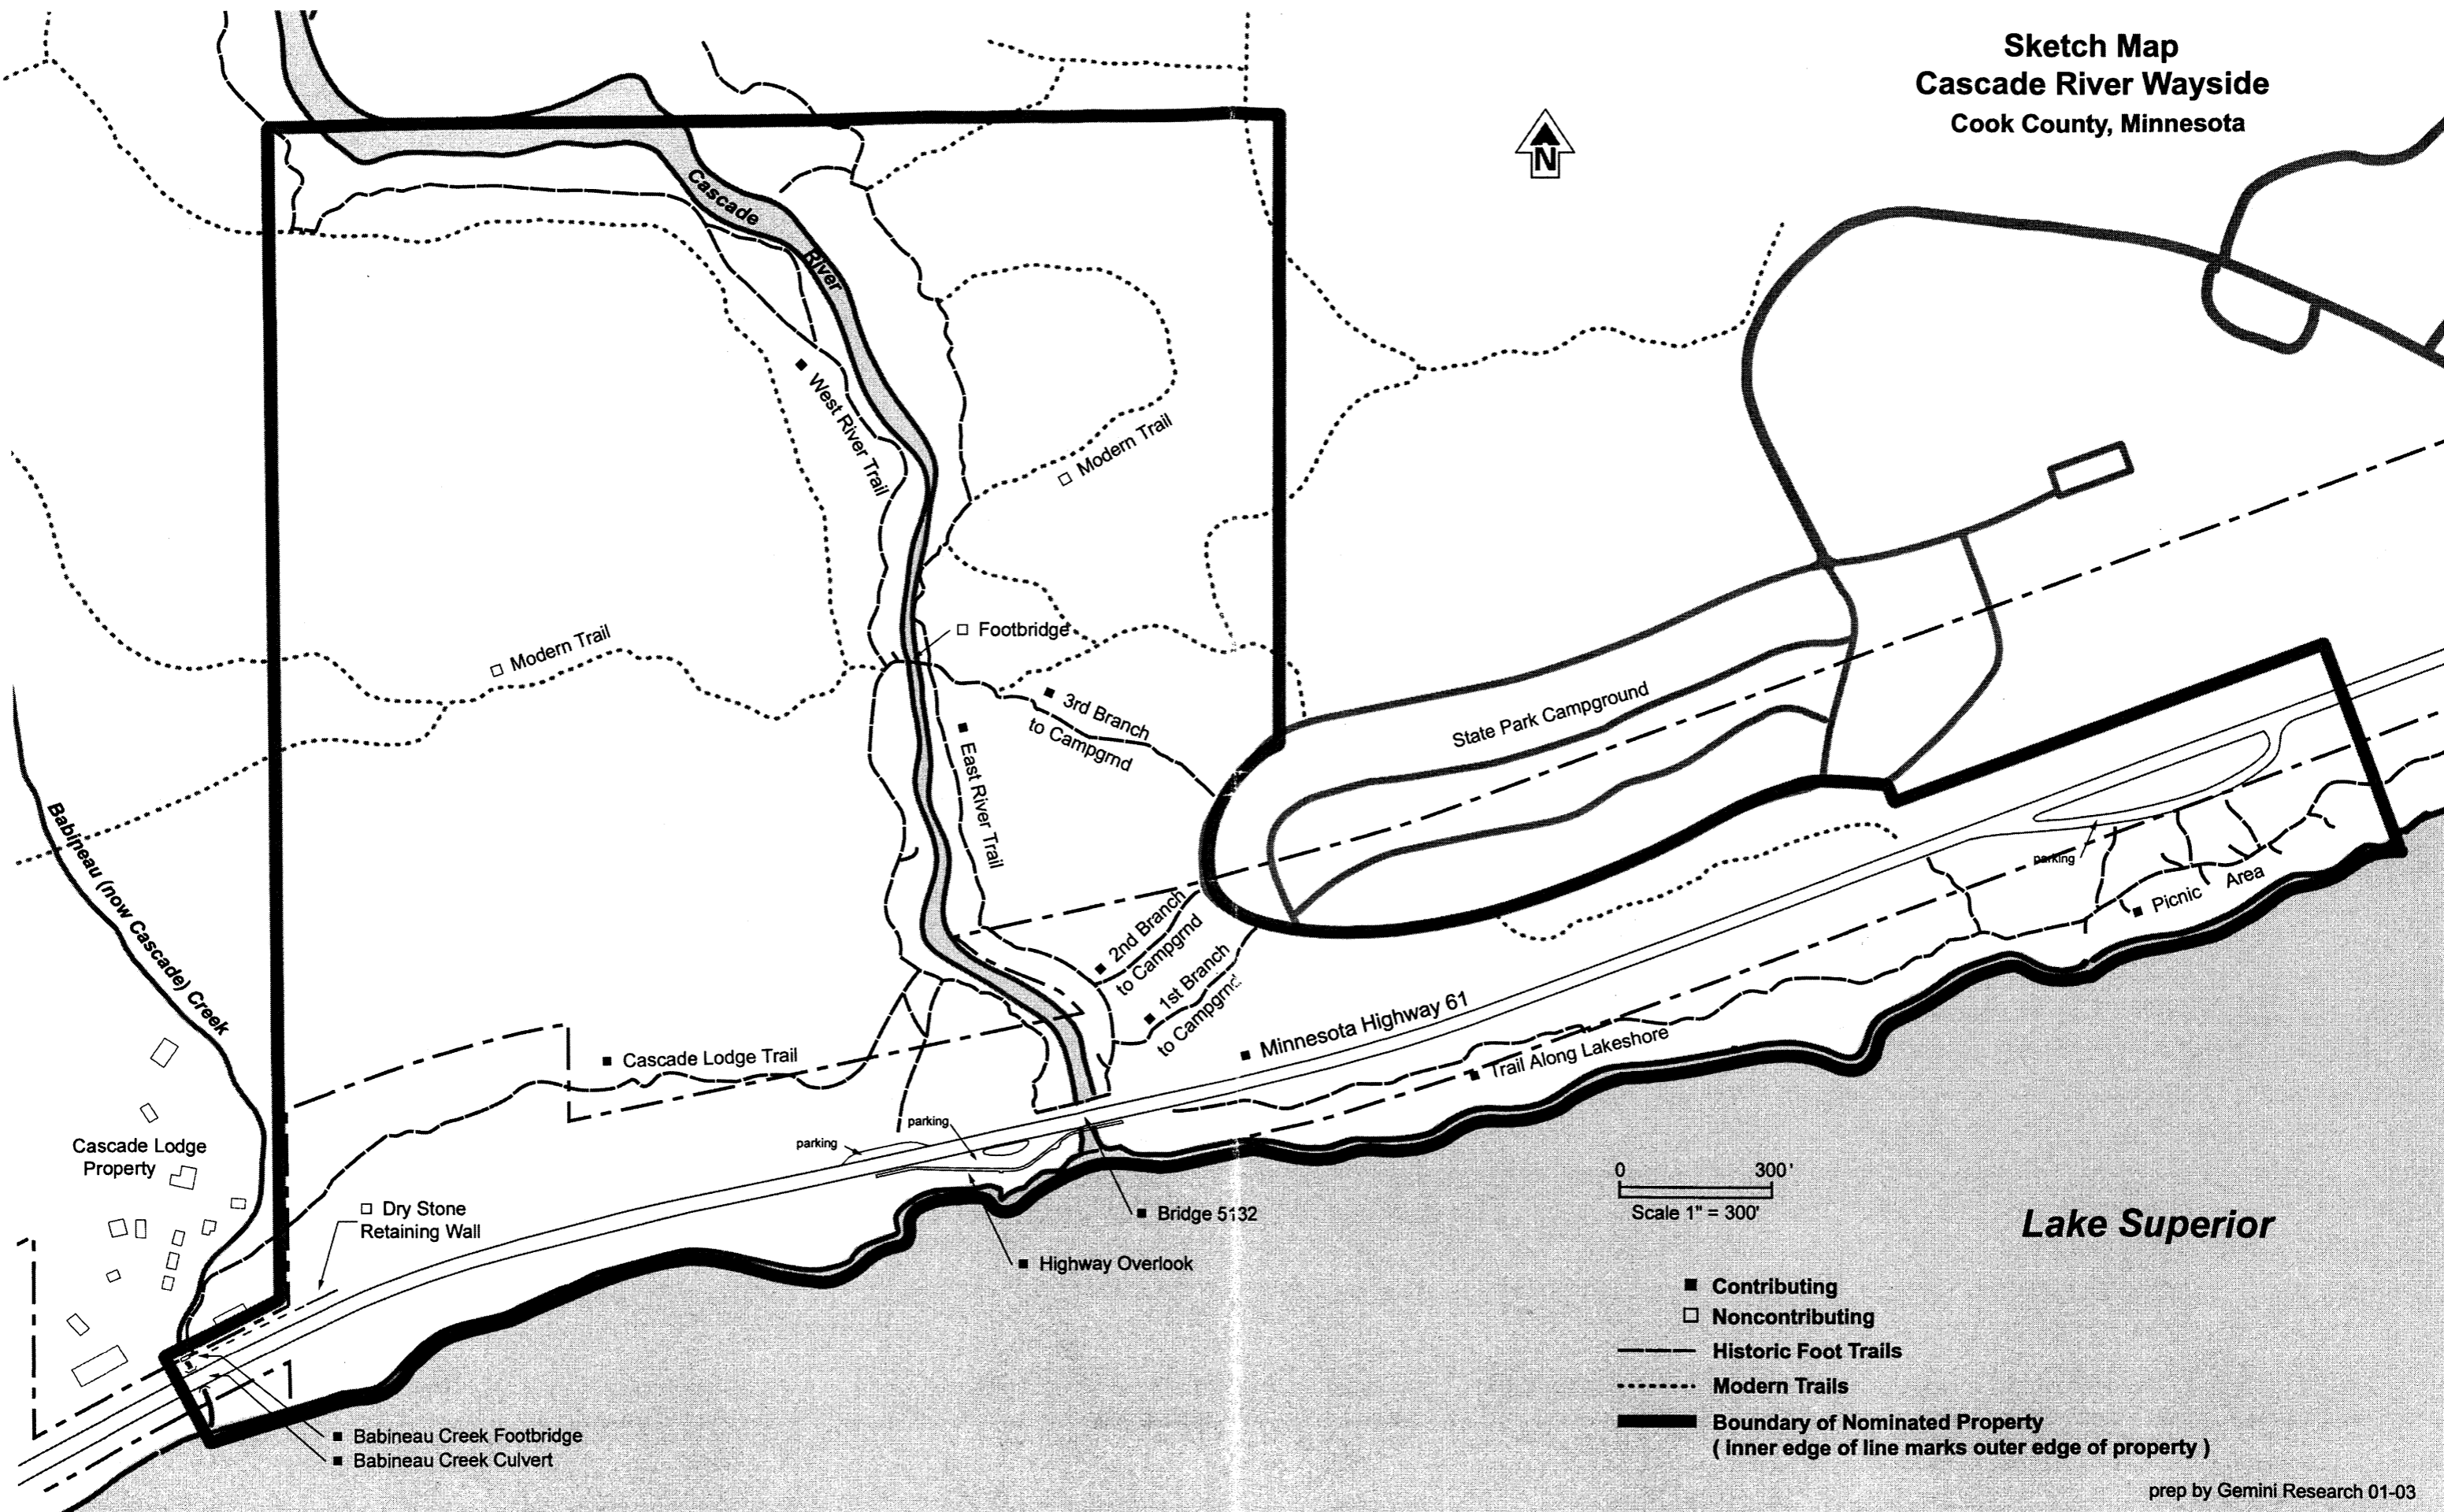 Sketch Map
Cascade River Wayside
Cook County, Minnesota
N
Cascade
River
West River Trail
Modern Trail
Footbridge
Modern Trail
3rd Branch
to Campgrnd
East River Trail
State Park Campground
Babineau (now Cascade) Creek
2nd Branch
to Campgrnd
1st Branch
to Campgrnd
parking
Picnic Area
Minnesota Highway 61
Trail Along Lakeshore
Cascade Lodge Trail
parking
parking
Cascade Lodge
Property
Dry Stone
Retaining Wall
Bridge 5132
Highway Overlook
0 300'
Scale 1" = 300'
Lake Superior
Contributing
Noncontributing
Historic Foot Trails
Modern Trails
Boundary of Nominated Property
( inner edge of line marks outer edge of property )
Babineau Creek Footbridge
Babineau Creek Culvert
prep by Gemini Research 01-03